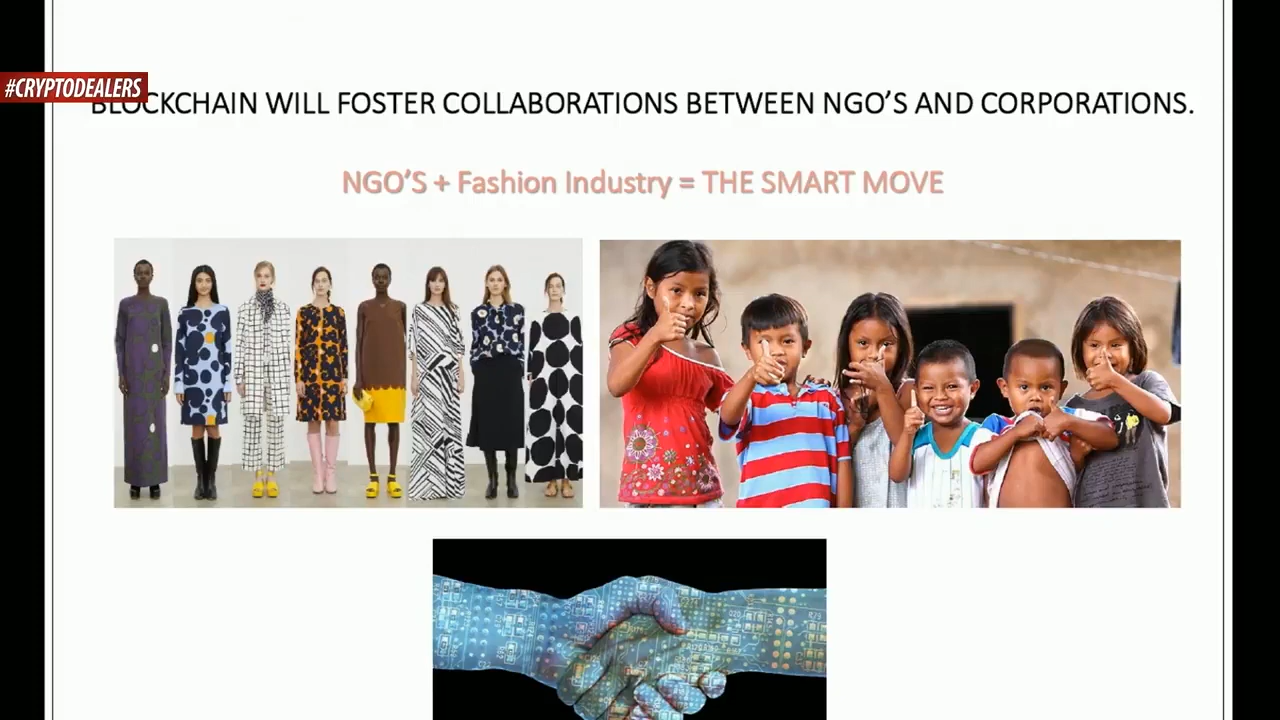 #CRYPTODEALERS
BLOCKCHAIN WILL FOSTER COLLABORATIONS BETWEEN NGO'S AND CORPORATIONS.
NGO'S + Fashion Industry = THE SMART MOVE